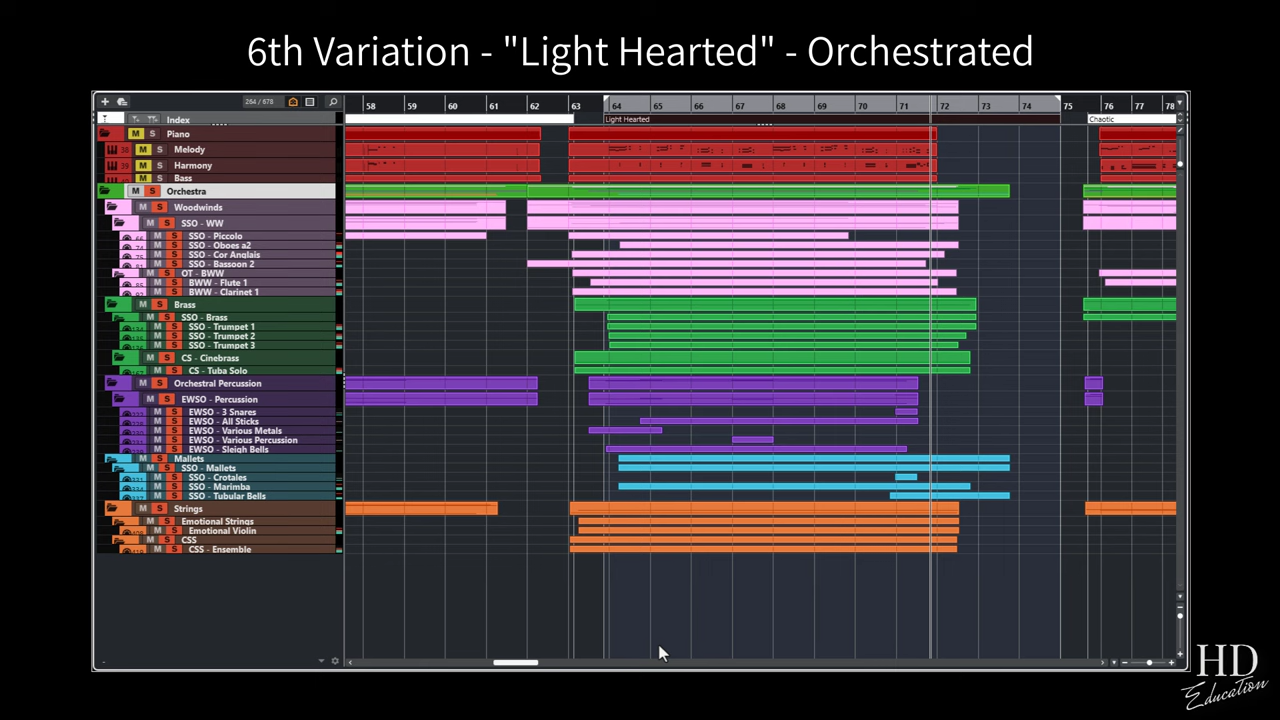 6th Variation - "Light Hearted" - Orchestrated
264 / 678
58 59 60 61 62 63 64 65 66 67 68 69 70 71 72 73 74 75 76 77 78
Index
Light Hearted
Chaotic
M S Piano
38 M S Melody
39 M S Harmony
M S Bass
M S Orchestra
M S Woodwinds
M S SSO - WW
M S SSO - Piccolo
M S SSO - Oboes a2
M S SSO - Cor Anglais
M S SSO - Bassoon 2
M S OT - BWW
M S BWW - Flute 1
M S BWW - Clarinet 1
M S Brass
M S SSO - Brass
M S SSO - Trumpet 1
M S SSO - Trumpet 2
M S SSO - Trumpet 3
M S CS - Cinebrass
M S CS - Tuba Solo
M S Orchestral Percussion
M S EWSO - Percussion
M S EWSO - 3 Snares
M S EWSO - All Sticks
M S EWSO - Various Metals
M S EWSO - Various Percussion
M S EWSO - Sleigh Bells
M S Mallets
M S SSO - Mallets
M S SSO - Crotales
M S SSO - Marimba
M S SSO - Tubular Bells
M S Strings
M S Emotional Strings
M S Emotional Violin
M S CSS
M S CSS - Ensemble
HD
Education